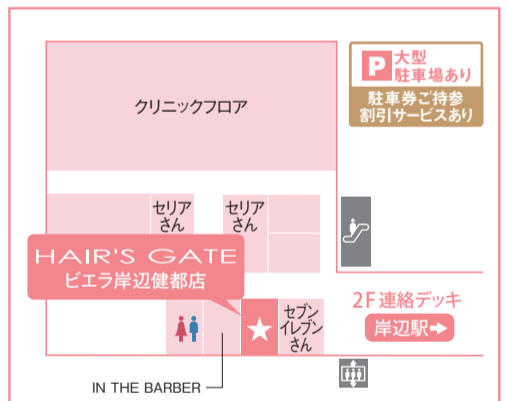 P 大型
駐車場あり
駐車券ご持参
割引サービスあり
クリニックフロア
セリア
さん
セリア
さん
HAIR'S GATE
ビエラ岸辺健都店
セブン
イレブン
さん
2F連絡デッキ
岸辺駅➡
IN THE BARBER